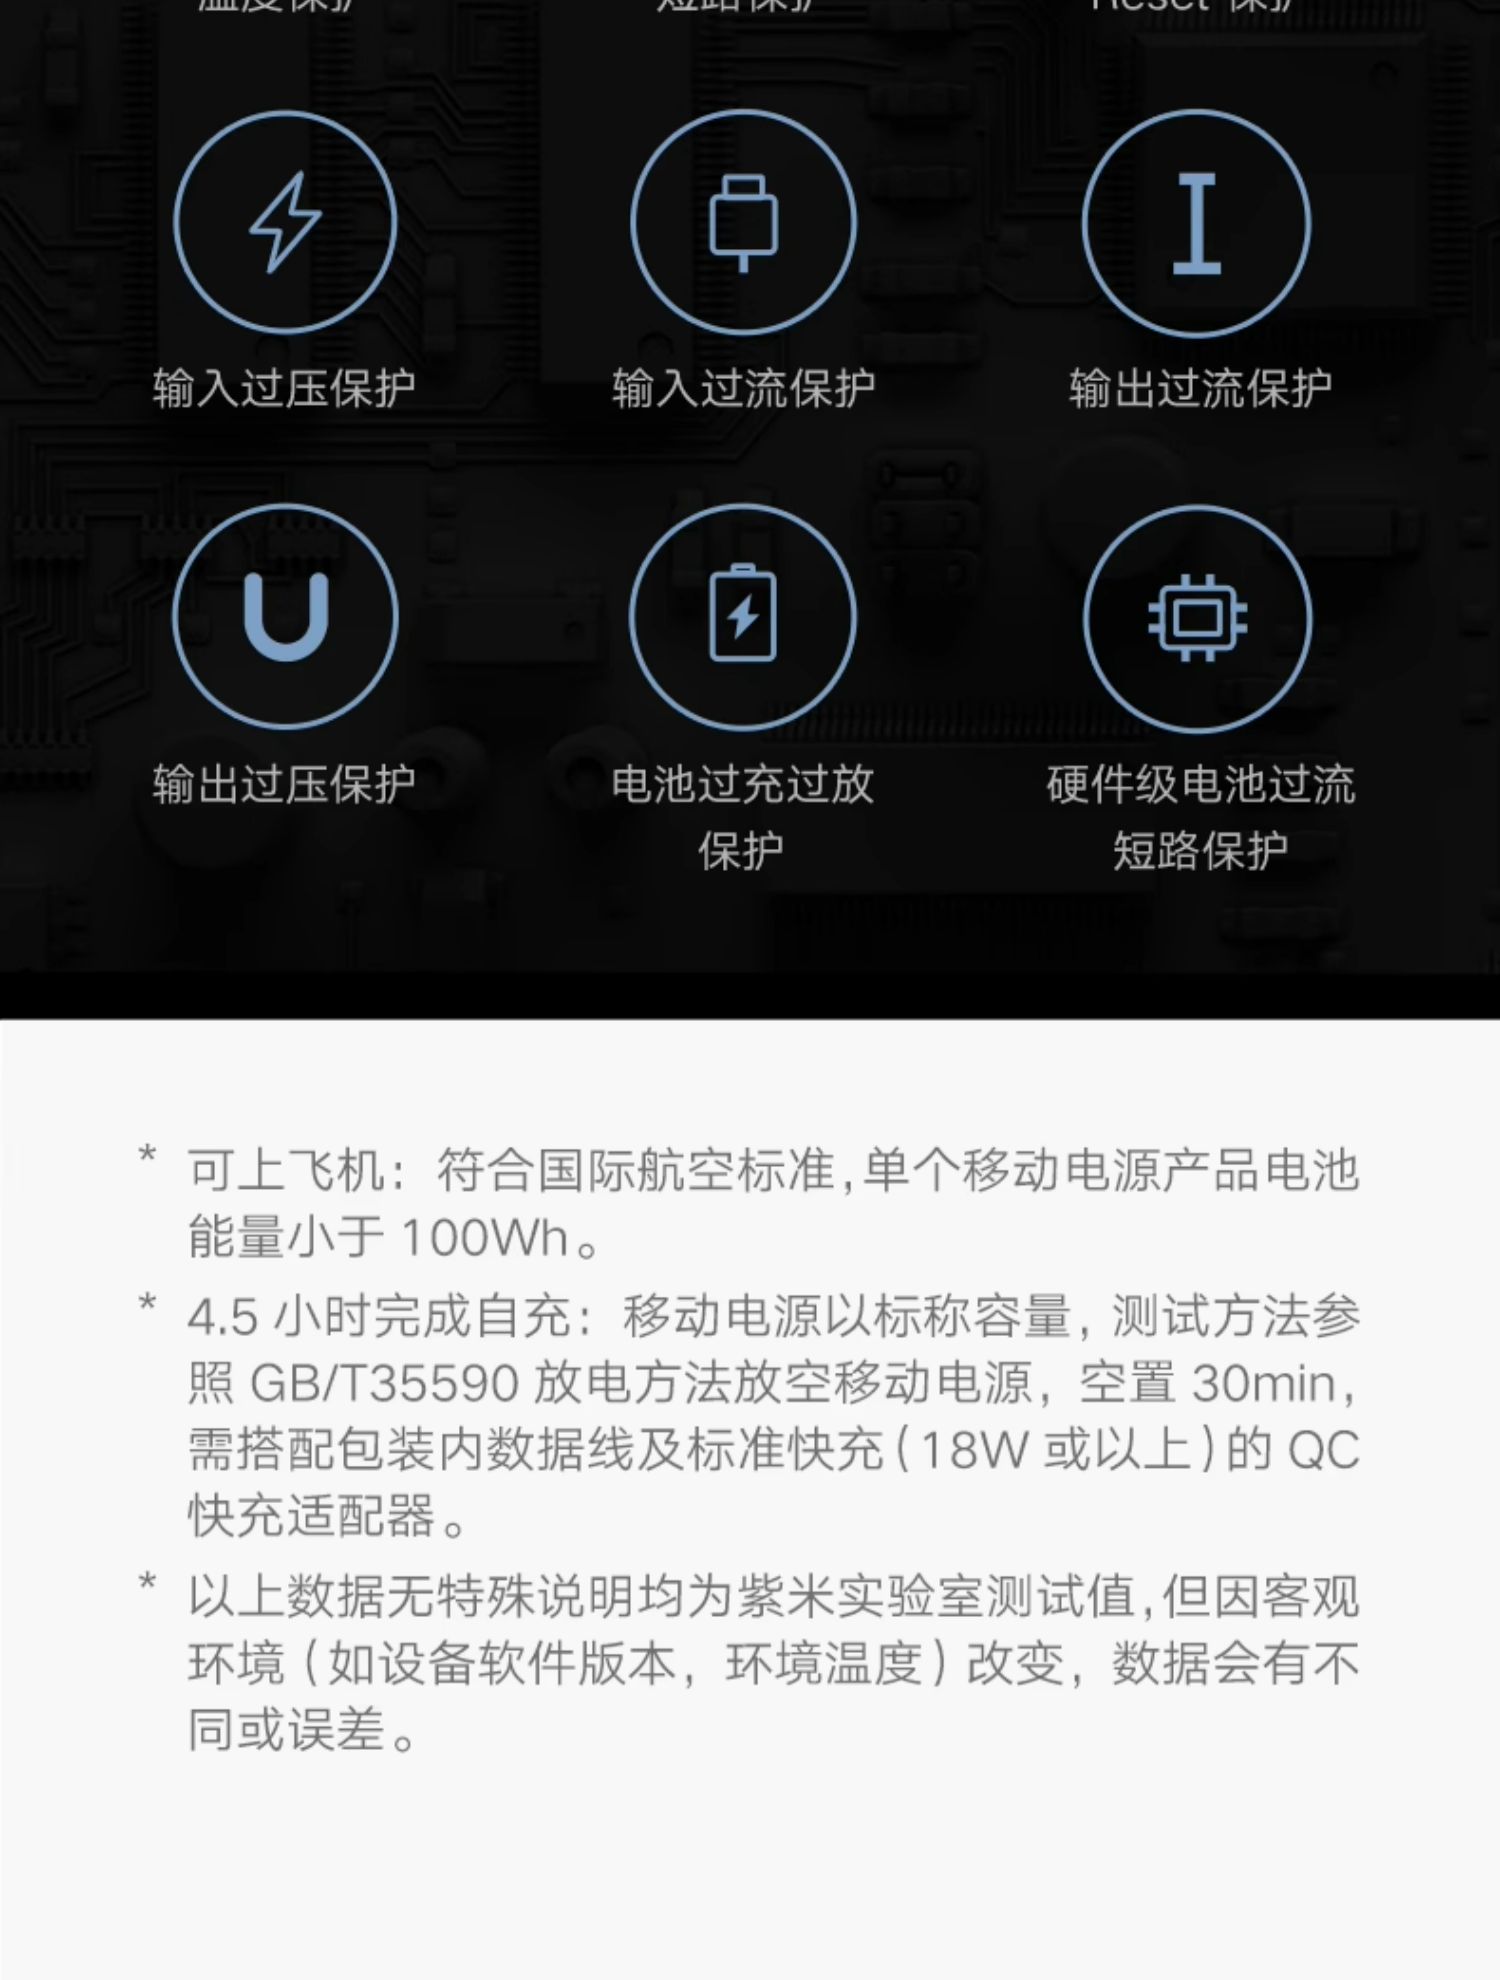 温度保护 短路保护 Reset 保护
输入过压保护 输入过流保护 输出过流保护
输出过压保护 电池过充过放 硬件级电池过流
保护 短路保护
* 可上飞机：符合国际航空标准,单个移动电源产品电池
能量小于 100Wh。
* 4.5 小时完成自充：移动电源以标称容量，测试方法参
照 GB/T35590 放电方法放空移动电源，空置 30min，
需搭配包装内数据线及标准快充(18W 或以上)的 QC
快充适配器。
* 以上数据无特殊说明均为紫米实验室测试值,但因客观
环境（如设备软件版本，环境温度）改变，数据会有不
同或误差。